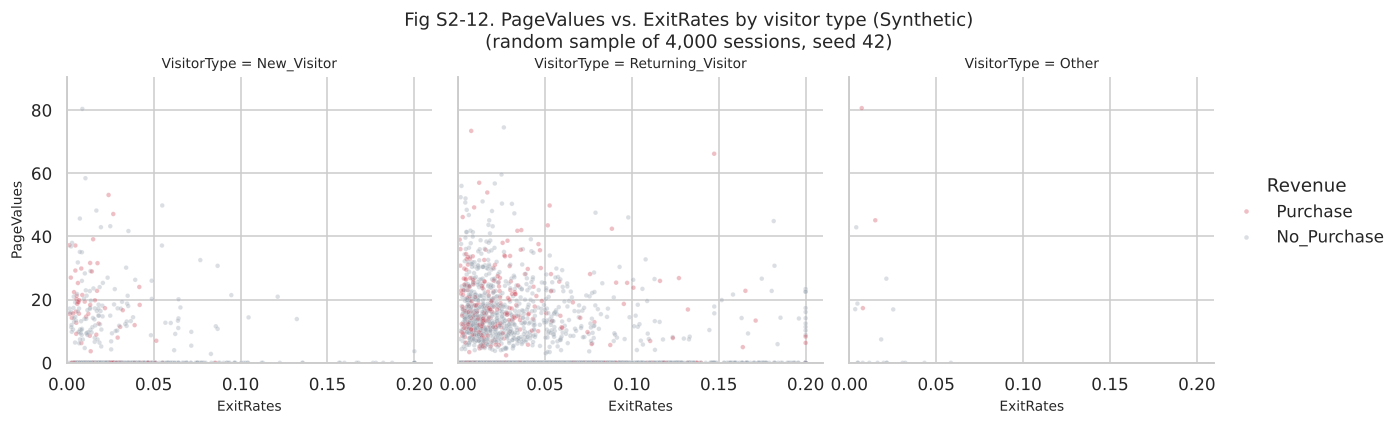 Fig S2-12. PageValues vs. ExitRates by visitor type (Synthetic)
(random sample of 4,000 sessions, seed 42)
VisitorType = New_Visitor
VisitorType = Returning_Visitor
VisitorType = Other
PageValues
80
60
40
20
0
0.00 0.05 0.10 0.15 0.20
0.00 0.05 0.10 0.15 0.20
0.00 0.05 0.10 0.15 0.20
ExitRates
ExitRates
ExitRates
Revenue
Purchase
No_Purchase